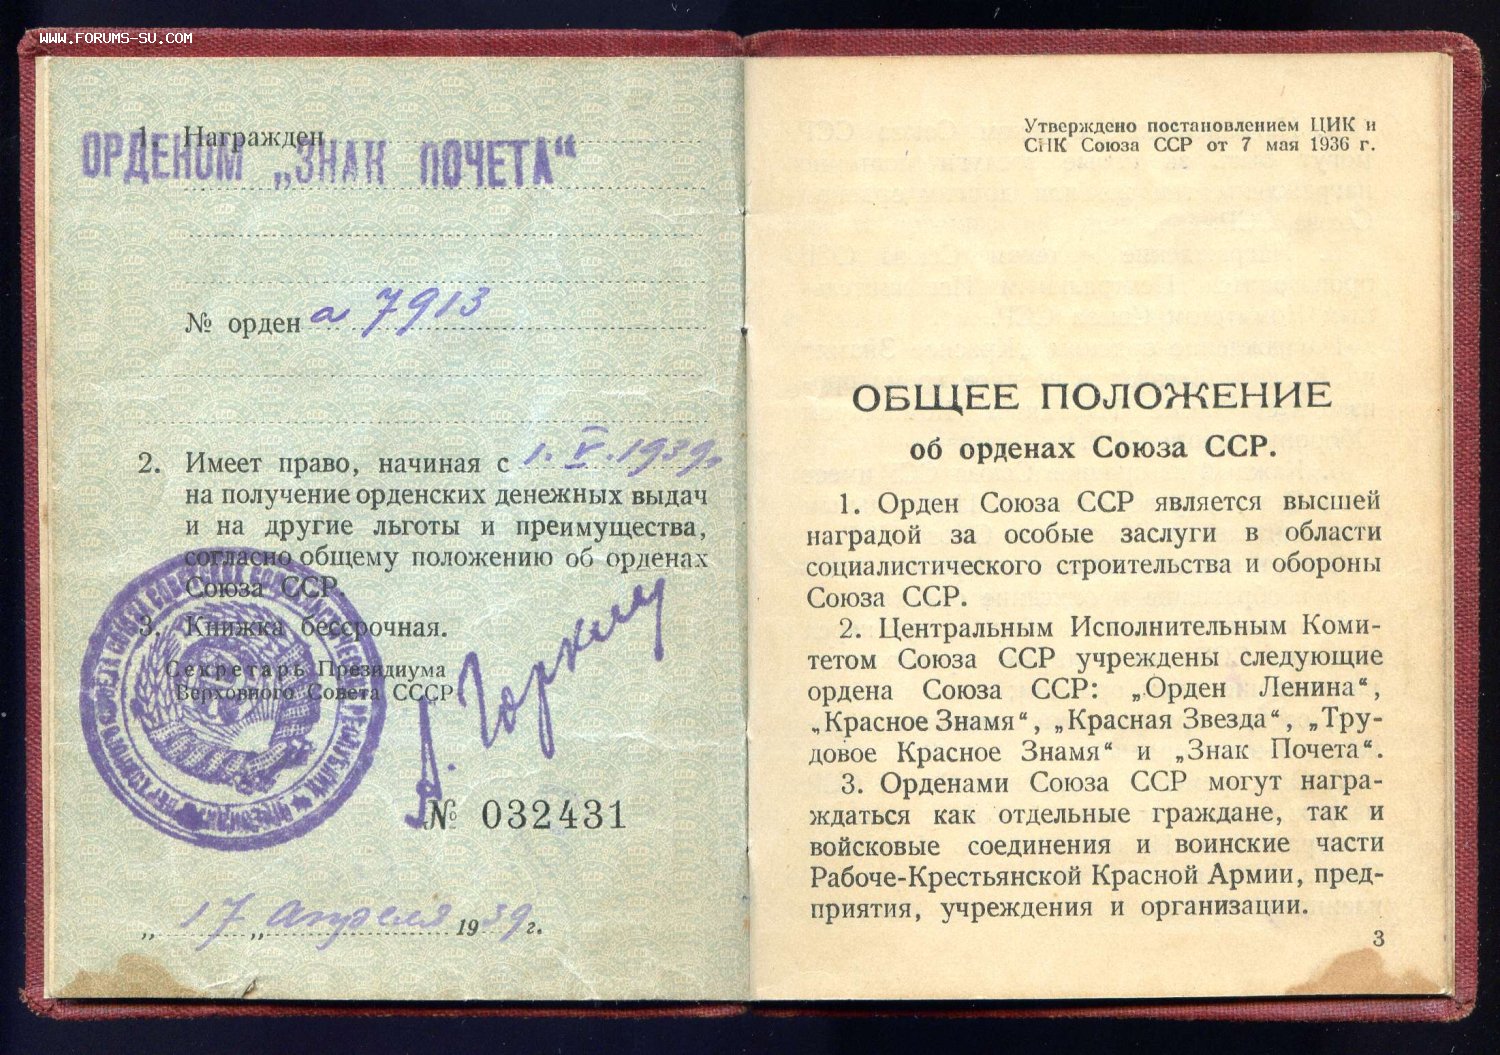 WWW.FORUMS-SU.COM
1. Награжден
ОРДЕНОМ „ЗНАК ПОЧЕТА“
№ орден а 7913
2. Имеет право, начиная с 1.V.1939г.
на получение орденских денежных выдач
и на другие льготы и преимущества,
согласно общему положению об орденах
Союза ССР.
3. Книжка бессрочная.
Секретарь Президиума
Верховного Совета СССР
А. Горкин
№ 032431
„ 17 „ апреля 1939 г.
Утверждено постановлением ЦИК и
СНК Союза ССР от 7 мая 1936 г.
ОБЩЕЕ ПОЛОЖЕНИЕ
об орденах Союза ССР.
1. Орден Союза ССР является высшей
наградой за особые заслуги в области
социалистического строительства и обороны
Союза ССР.
2. Центральным Исполнительным Коми-
тетом Союза ССР учреждены следующие
ордена Союза ССР: „Орден Ленина“,
„Красное Знамя“, „Красная Звезда“, „Тру-
довое Красное Знамя“ и „Знак Почета“.
3. Орденами Союза ССР могут награ-
ждаться как отдельные граждане, так и
войсковые соединения и воинские части
Рабоче-Крестьянской Красной Армии, пред-
приятия, учреждения и организации.
3